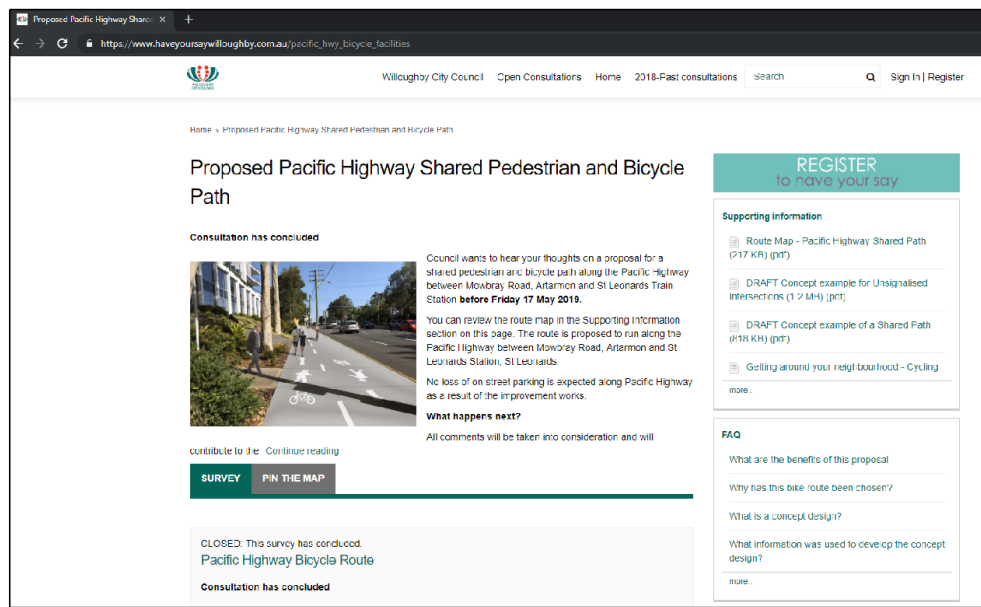 Proposed Pacific Highway Share
https://www.haveyoursaywilloughby.com.au/pacific_hwy_bicycle_facilities
WILLOUGHBY
CITY COUNCIL
Willoughby City Council Open Consultations Home 2018-Past consultations Search Sign In | Register
Home » Proposed Pacific Highway Shared Pedestrian and Bicycle Path
Proposed Pacific Highway Shared Pedestrian and Bicycle
Path
Consultation has concluded
Council wants to hear your thoughts on a proposal for a
shared pedestrian and bicycle path along the Pacific Highway
between Mowbray Road, Artarmon and St Leonards Train
Station before Friday 17 May 2019.
You can review the route map in the Supporting Information
section on this page. The route is proposed to run along the
Pacific Highway between Mowbray Road, Artarmon and St
Leonards Station, St Leonards.
No loss of on street parking is expected along Pacific Highway
as a result of the improvement works.
What happens next?
All comments will be taken into consideration and will
contribute to the Continue reading
SURVEY PIN THE MAP
CLOSED: This survey has concluded.
Pacific Highway Bicycle Route
Consultation has concluded
REGISTER
to have your say
Supporting information
Route Map - Pacific Highway Shared Path
(217 KB) (pdf)
DRAFT Concept example for Unsignalised
Intersections (1.2 MB) (pdf)
DRAFT Concept example of a Shared Path
(818 KB) (pdf)
Getting around your neighbourhood - Cycling
more..
FAQ
What are the benefits of this proposal
Why has this bike route been chosen?
What is a concept design?
What information was used to develop the concept
design?
more..